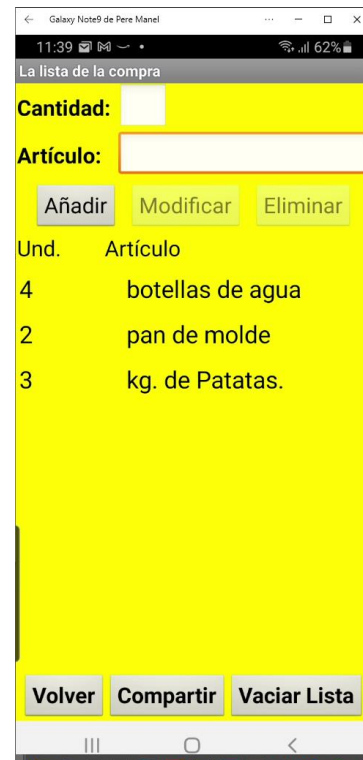 Galaxy Note9 de Pere Manel
11:39 62%
La lista de la compra
Cantidad:
Artículo:
Añadir Modificar Eliminar
Und. Artículo
4 botellas de agua
2 pan de molde
3 kg. de Patatas.
Volver Compartir Vaciar Lista